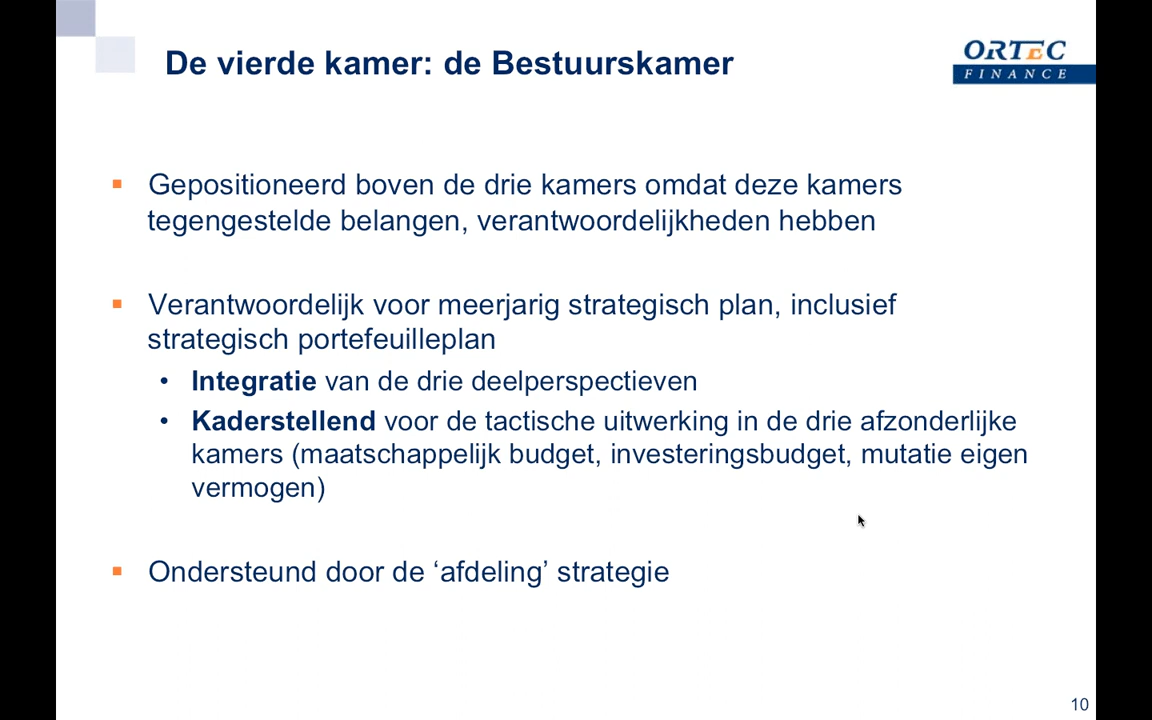 De vierde kamer: de Bestuurskamer
ORTEC
FINANCE
Gepositioneerd boven de drie kamers omdat deze kamers
tegengestelde belangen, verantwoordelijkheden hebben
Verantwoordelijk voor meerjarig strategisch plan, inclusief
strategisch portefeuilleplan
• Integratie van de drie deelperspectieven
• Kaderstellend voor de tactische uitwerking in de drie afzonderlijke
kamers (maatschappelijk budget, investeringsbudget, mutatie eigen
vermogen)
Ondersteund door de ‘afdeling’ strategie
10